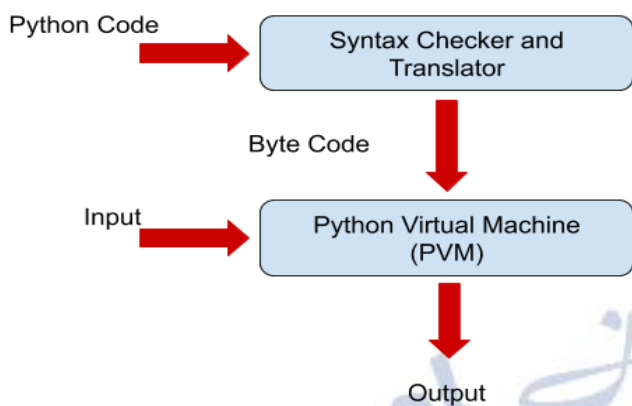 Python Code
Syntax Checker and
Translator
Byte Code
Input
Python Virtual Machine
(PVM)
Output